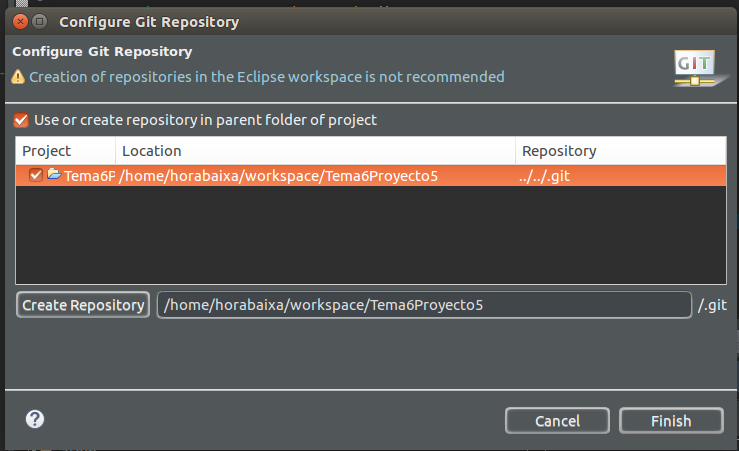 Configure Git Repository
Configure Git Repository
Creation of repositories in the Eclipse workspace is not recommended
GIT
Use or create repository in parent folder of project
Project Location Repository
Tema6P /home/horabaixa/workspace/Tema6Proyecto5 ../../.git
Create Repository /home/horabaixa/workspace/Tema6Proyecto5 /.git
? Cancel Finish